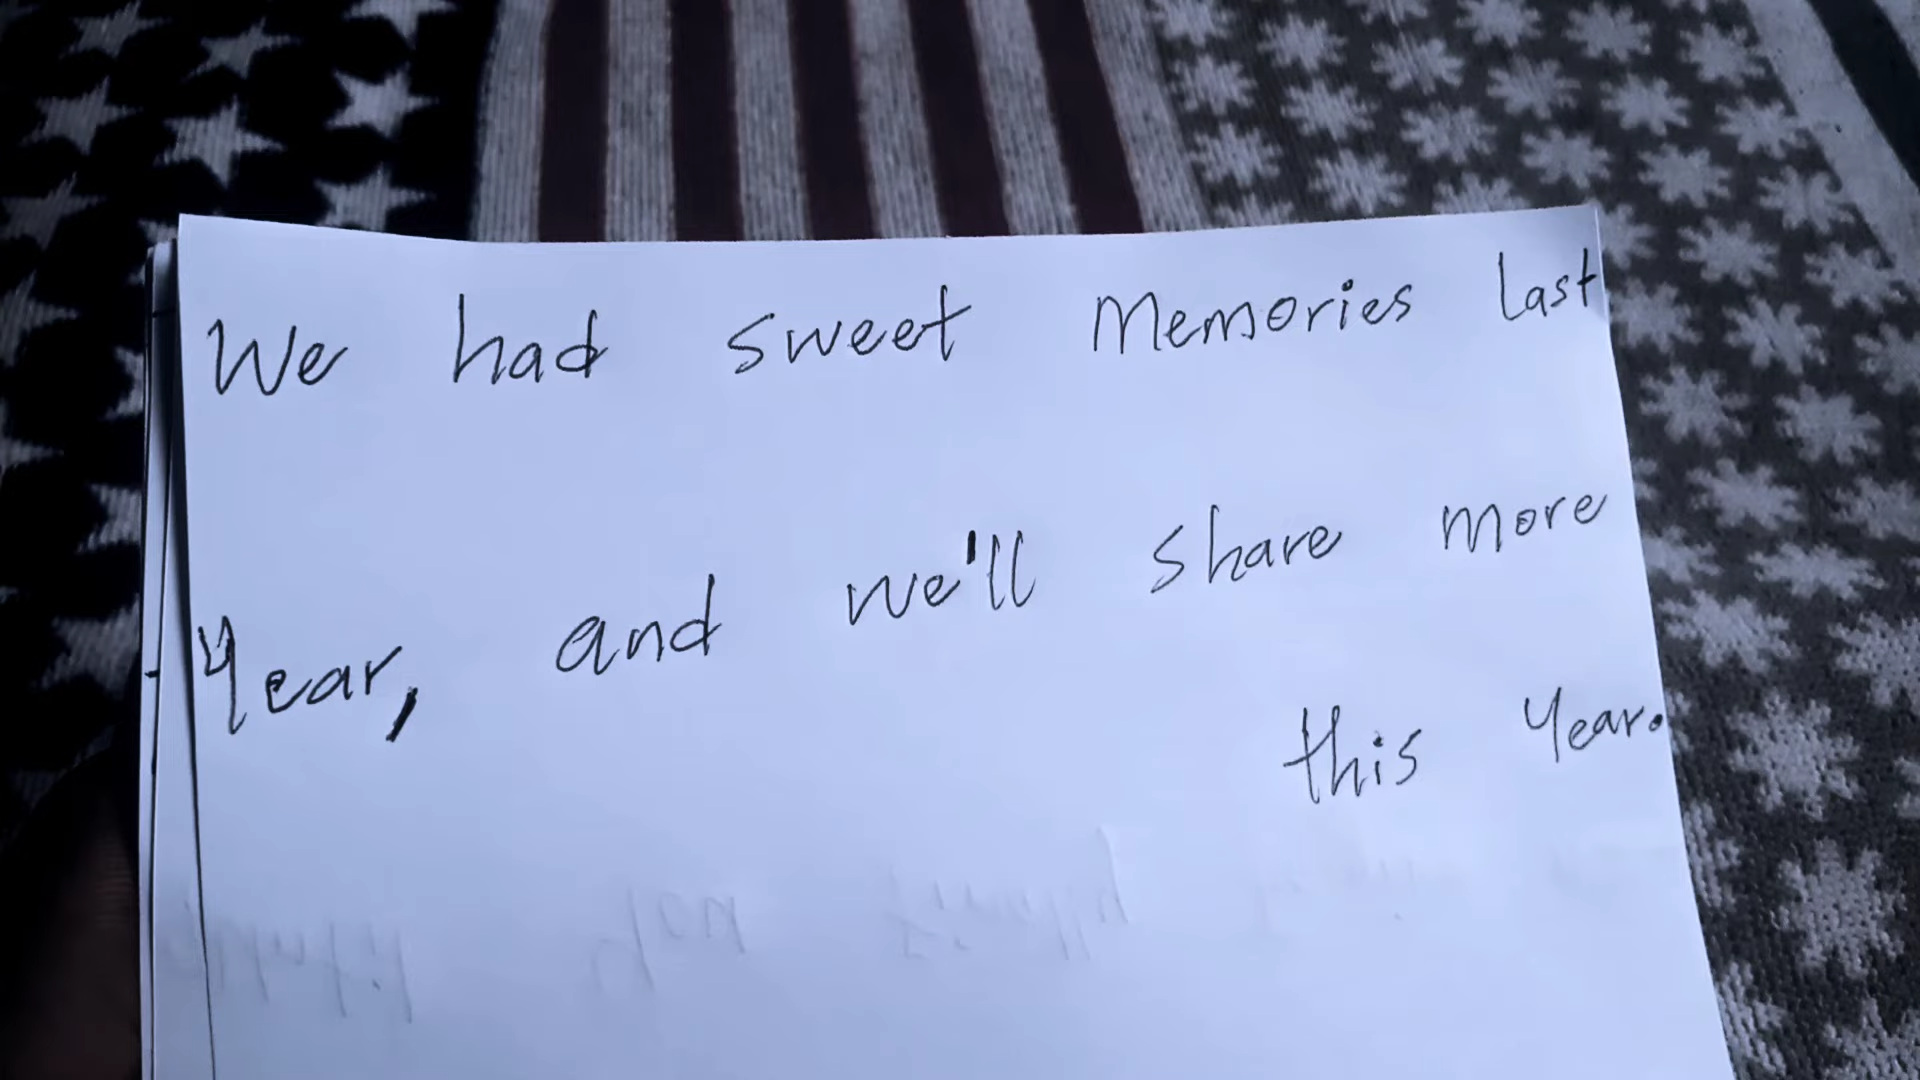 We had sweet Memories last
Year, and we'll share more
this Year.